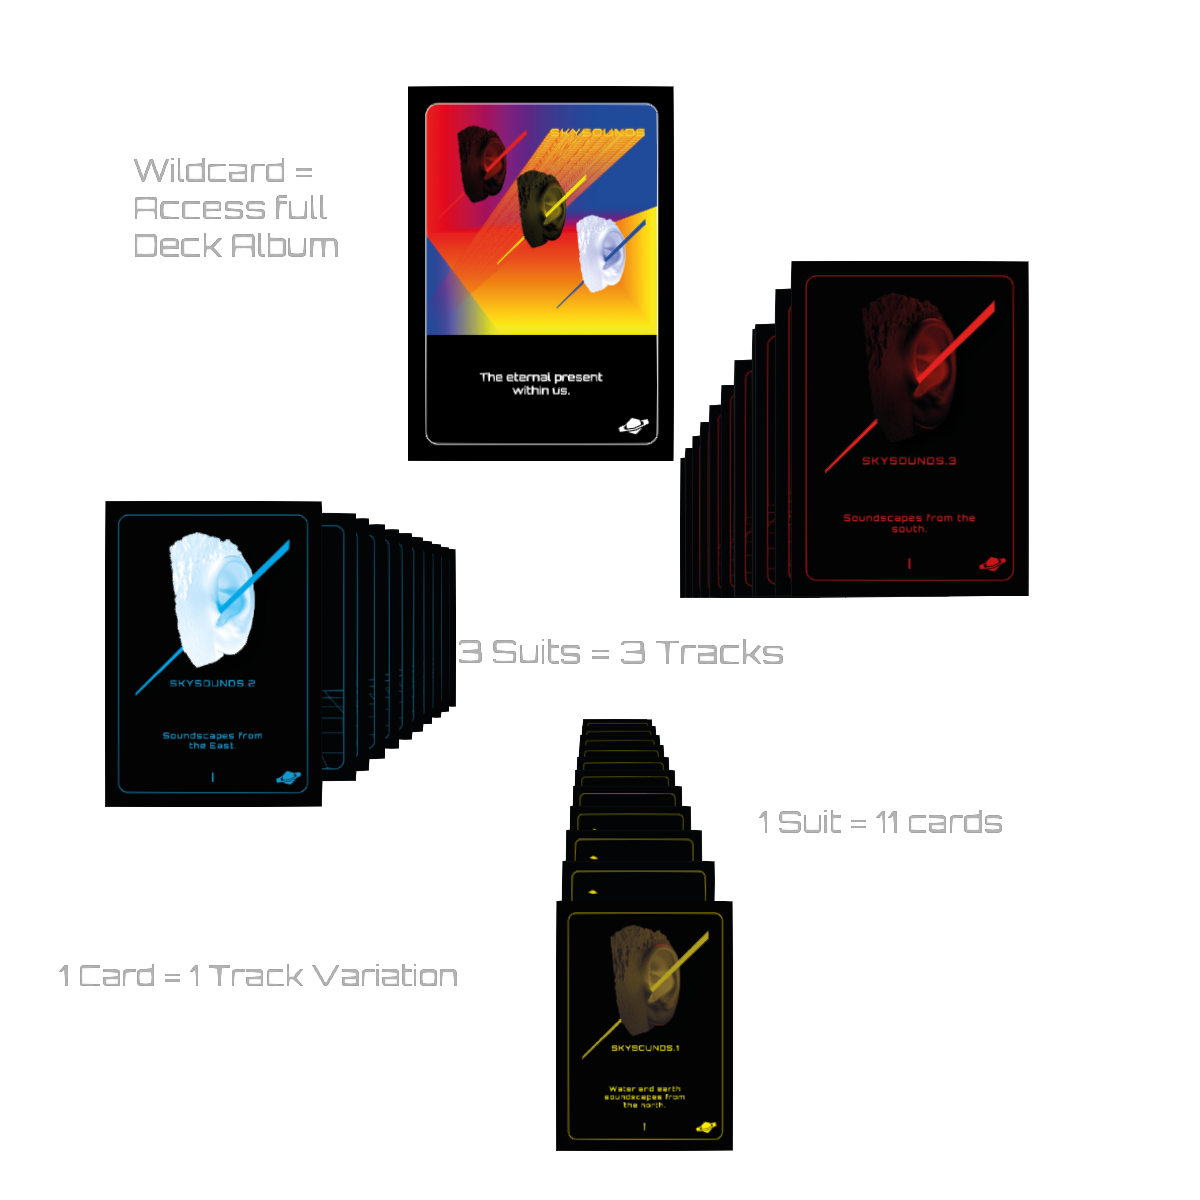 Wildcard =
Access full
Deck Album
SKYSOUNDS
The eternal present
within us.
SKYSOUNDS.3
Soundscapes from the
south.
I
SKYSOUNDS.2
Soundscapes from
the East.
I
3 Suits = 3 Tracks
1 Suit = 11 cards
1 Card = 1 Track Variation
SKYSOUNDS.1
Water and earth
soundscapes from
the north.
I